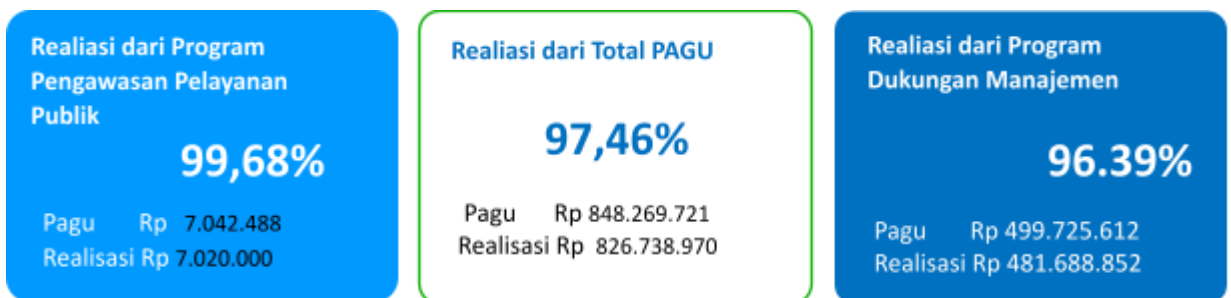 Realiasi dari Program
Pengawasan Pelayanan
Publik
99,68%
Pagu Rp 7.042.488
Realisasi Rp 7.020.000
Realiasi dari Total PAGU
97,46%
Pagu Rp 848.269.721
Realisasi Rp 826.738.970
Realiasi dari Program
Dukungan Manajemen
96.39%
Pagu Rp 499.725.612
Realisasi Rp 481.688.852